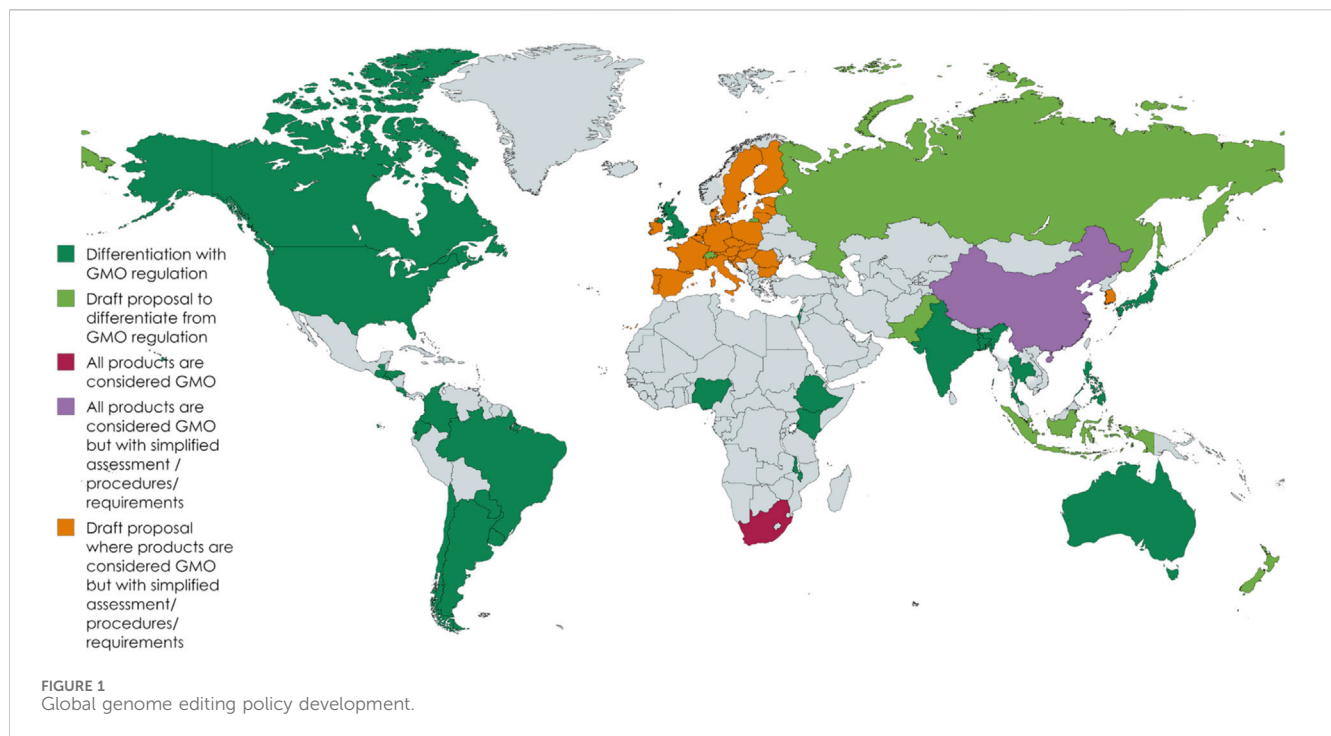 Differentiation with
GMO regulation
Draft proposal to
differentiate from
GMO regulation
All products are
considered GMO
All products are
considered GMO
but with simplified
assessment /
procedures/
requirements
Draft proposal
where products are
considered GMO
but with simplified
assessment/
procedures/
requirements
FIGURE 1
Global genome editing policy development.